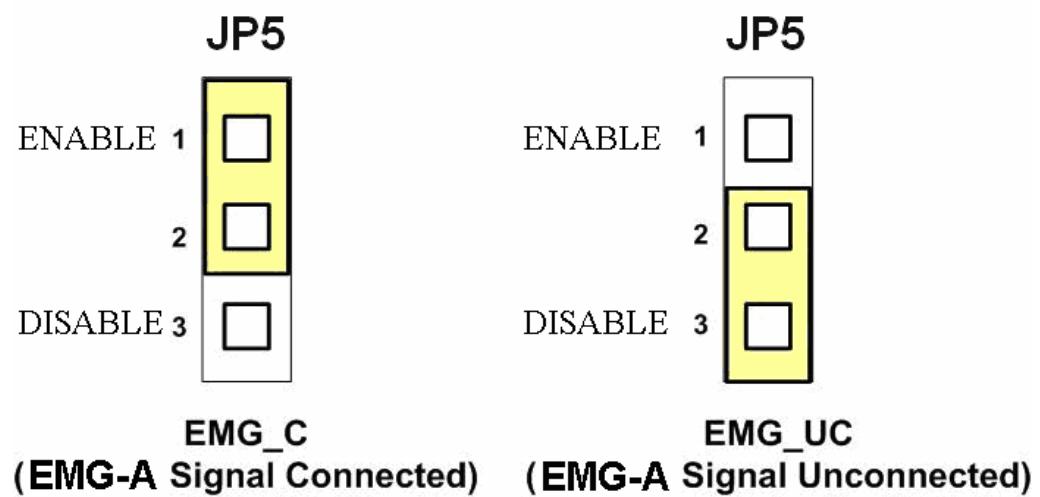 JP5
ENABLE 1
2
DISABLE 3
EMG_C
(EMG-A Signal Connected)
JP5
ENABLE 1
2
DISABLE 3
EMG_UC
(EMG-A Signal Unconnected)